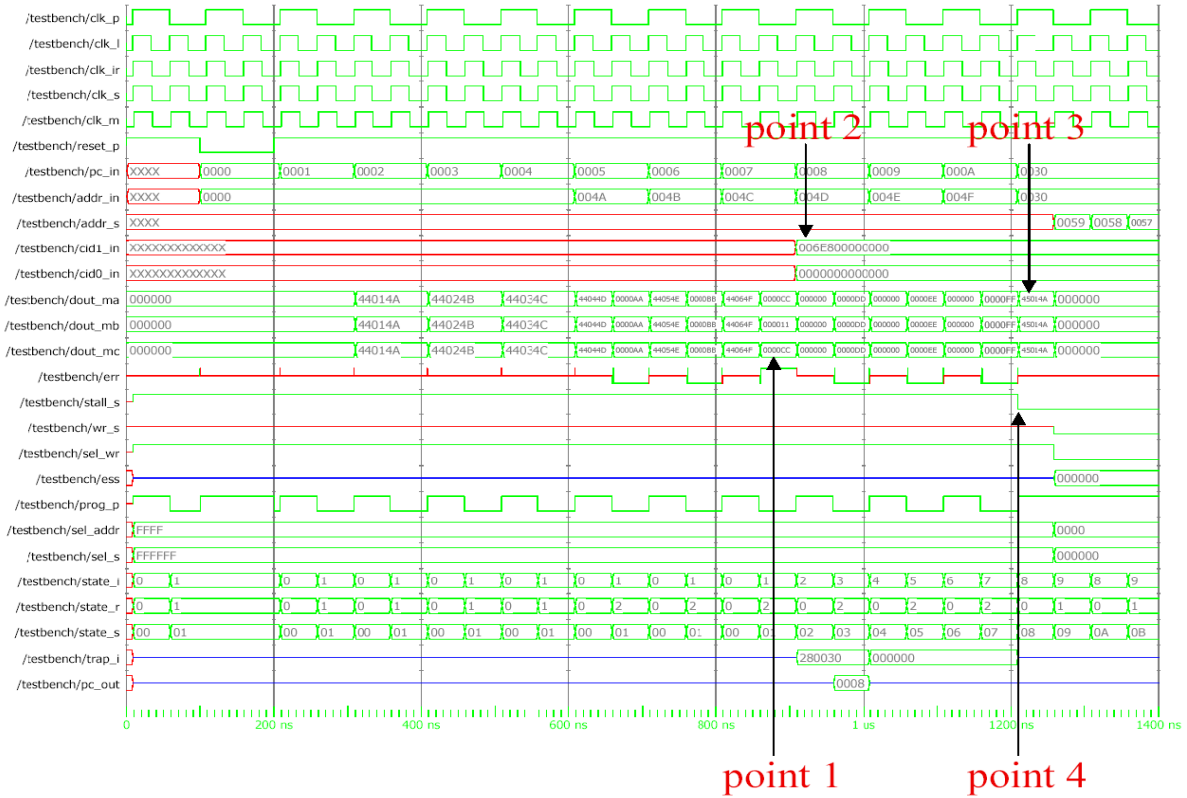 point 2 point 3
/testbench/clk_p
/testbench/clk_l
/testbench/clk_ir
/testbench/clk_s
/testbench/clk_m
/testbench/reset_p
/testbench/pc_in XXXX 0000 0001 0002 0003 0004 0005 0006 0007 0008 0009 000A 0030
/testbench/addr_in XXXX 0000 004A 004B 004C 004D 004E 004F 0030
/testbench/addr_s XXXX 0059 0058 0057
/testbench/cid1_in XXXXXXXXXXXXX 006E80000C000
/testbench/cid0_in XXXXXXXXXXXXX 0000000000000
/testbench/dout_ma 000000 44014A 44024B 44034C 44044D 0000AA 44054E 0000BB 44064F 0000CC 000000 0000DD 000000 0000EE 000000 0000FF 45014A 000000
/testbench/dout_mb 000000 44014A 44024B 44034C 44044D 0000AA 44054E 0000BB 44064F 000011 000000 0000DD 000000 0000EE 000000 0000FF 45014A 000000
/testbench/dout_mc 000000 44014A 44024B 44034C 44044D 0000AA 44054E 0000BB 44064F 0000CC 000000 0000DD 000000 0000EE 000000 0000FF 45014A 000000
/testbench/err
/testbench/stall_s
/testbench/wr_s
/testbench/sel_wr
/testbench/ess 000000
/testbench/prog_p
/testbench/sel_addr FFFF 0000
/testbench/sel_s FFFFFF 000000
/testbench/state_i 0 1 0 1 0 1 0 1 0 1 0 1 0 1 0 1 2 3 4 5 6 7 8 9 8 9
/testbench/state_r 0 1 0 1 0 1 0 1 0 1 0 2 0 2 0 2 0 2 0 2 0 2 0 1 0 1
/testbench/state_s 00 01 00 01 00 01 00 01 00 01 00 01 00 01 00 01 02 03 04 05 06 07 08 09 0A 0B
/testbench/trap_i 280030 000000
/testbench/pc_out 0008
0 200 ns 400 ns 600 ns 800 ns 1 us 1200 ns 1400 ns
point 1 point 4